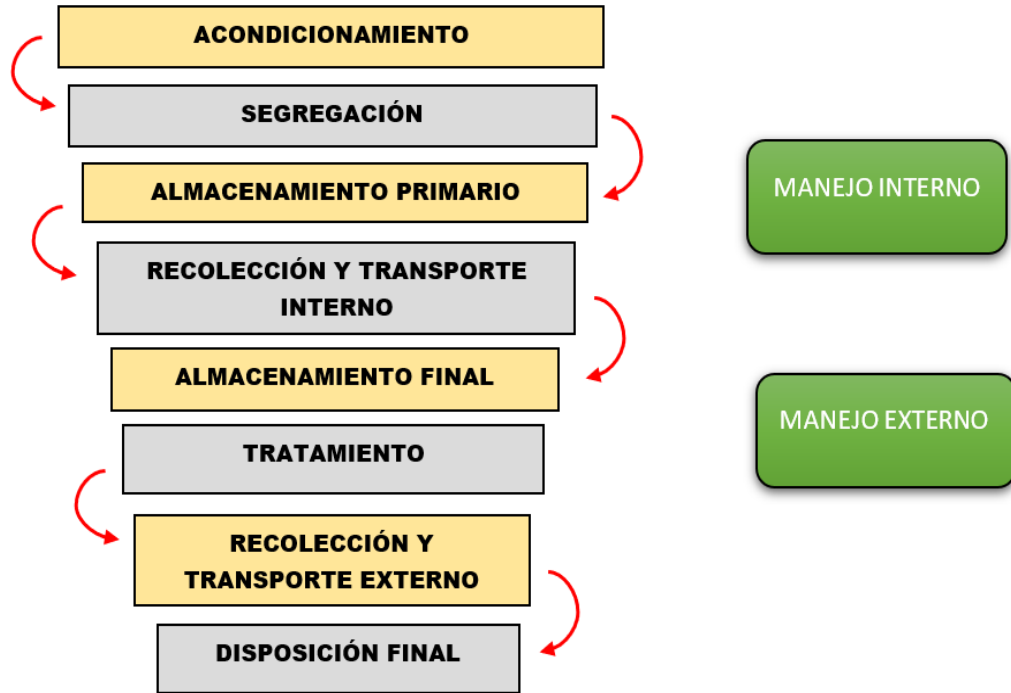 ACONDICIONAMIENTO
SEGREGACIÓN
ALMACENAMIENTO PRIMARIO
RECOLECCIÓN Y TRANSPORTE
INTERNO
ALMACENAMIENTO FINAL
TRATAMIENTO
RECOLECCIÓN Y
TRANSPORTE EXTERNO
DISPOSICIÓN FINAL
MANEJO INTERNO
MANEJO EXTERNO